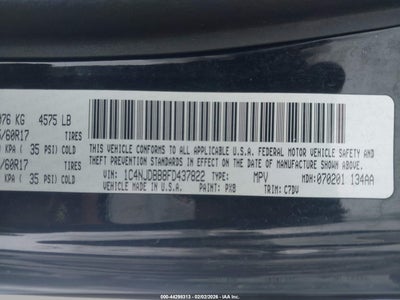 076 KG 4575 LB
/60R17 TIRES
KPA ( 35 PSI) COLD
/60R17 TIRES
KPA ( 35 PSI) COLD
THIS VEHICLE CONFORMS TO ALL APPLICABLE
U.S.A. FEDERAL MOTOR VEHICLE SAFETY AND
THEFT PREVENTION STANDARDS IN EFFECT ON THE
DATE OF MANUFACTURE SHOWN ABOVE.
VIN: 1C4NJDBB8FD437822 TYPE: MPV MDH: 070201 134AA
VEHICLE MADE IN U.S.A. PAINT: PXB TRIM: C7DV
000-44298313 - 02/02/2026 - IAA Inc.